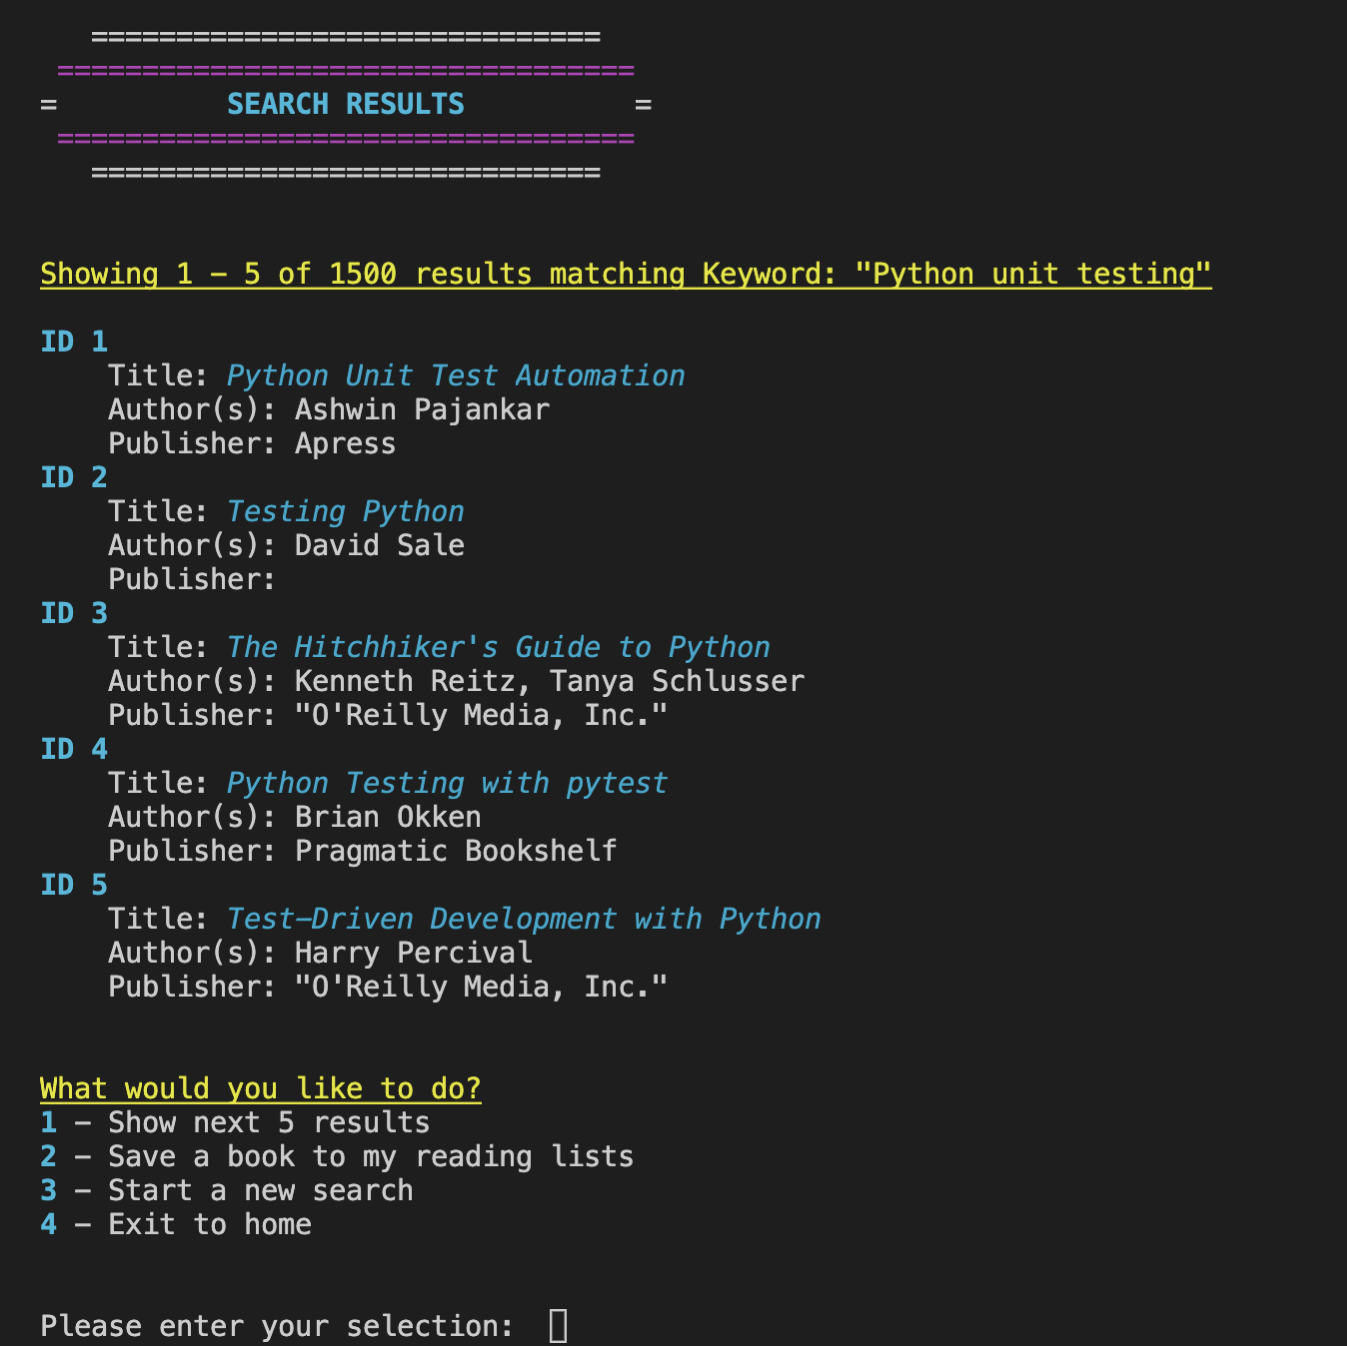 ==============================
==================================
= SEARCH RESULTS =
==================================
==============================
Showing 1 - 5 of 1500 results matching Keyword: "Python unit testing"
ID 1
Title: Python Unit Test Automation
Author(s): Ashwin Pajankar
Publisher: Apress
ID 2
Title: Testing Python
Author(s): David Sale
Publisher:
ID 3
Title: The Hitchhiker's Guide to Python
Author(s): Kenneth Reitz, Tanya Schlusser
Publisher: "O'Reilly Media, Inc."
ID 4
Title: Python Testing with pytest
Author(s): Brian Okken
Publisher: Pragmatic Bookshelf
ID 5
Title: Test-Driven Development with Python
Author(s): Harry Percival
Publisher: "O'Reilly Media, Inc."
What would you like to do?
1 - Show next 5 results
2 - Save a book to my reading lists
3 - Start a new search
4 - Exit to home
Please enter your selection: